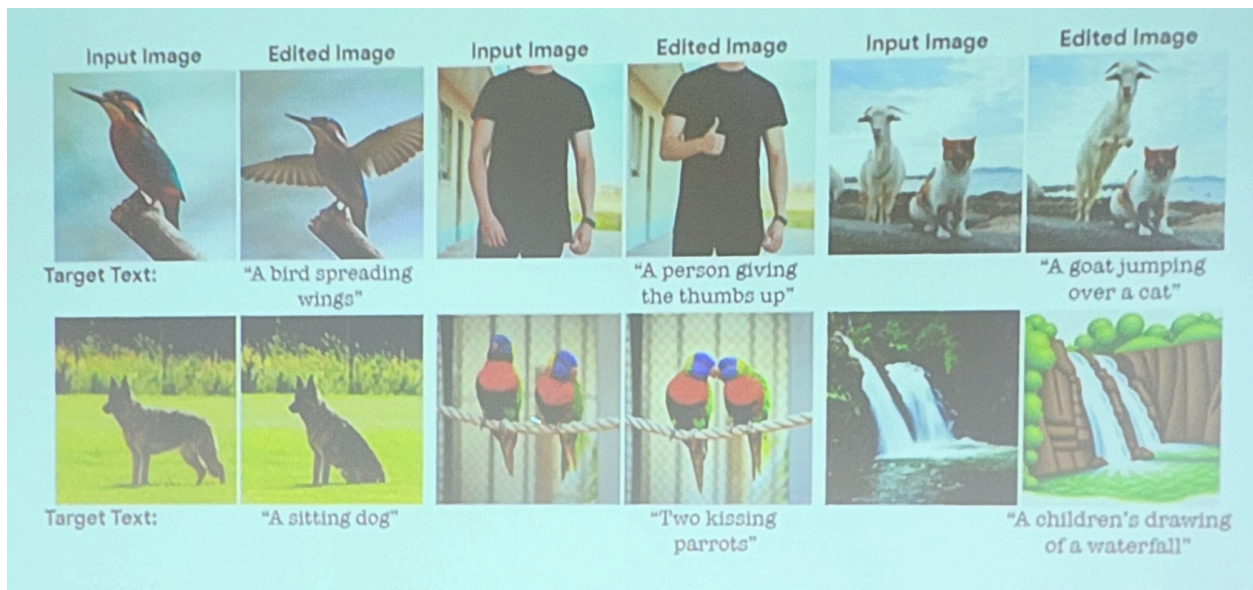 Input Image
Edited Image
Input Image
Edited Image
Input Image
Edited Image
Target Text:
"A bird spreading
wings"
"A person giving
the thumbs up"
"A goat jumping
over a cat"
Target Text:
"A sitting dog"
"Two kissing
parrots"
"A children's drawing
of a waterfall"